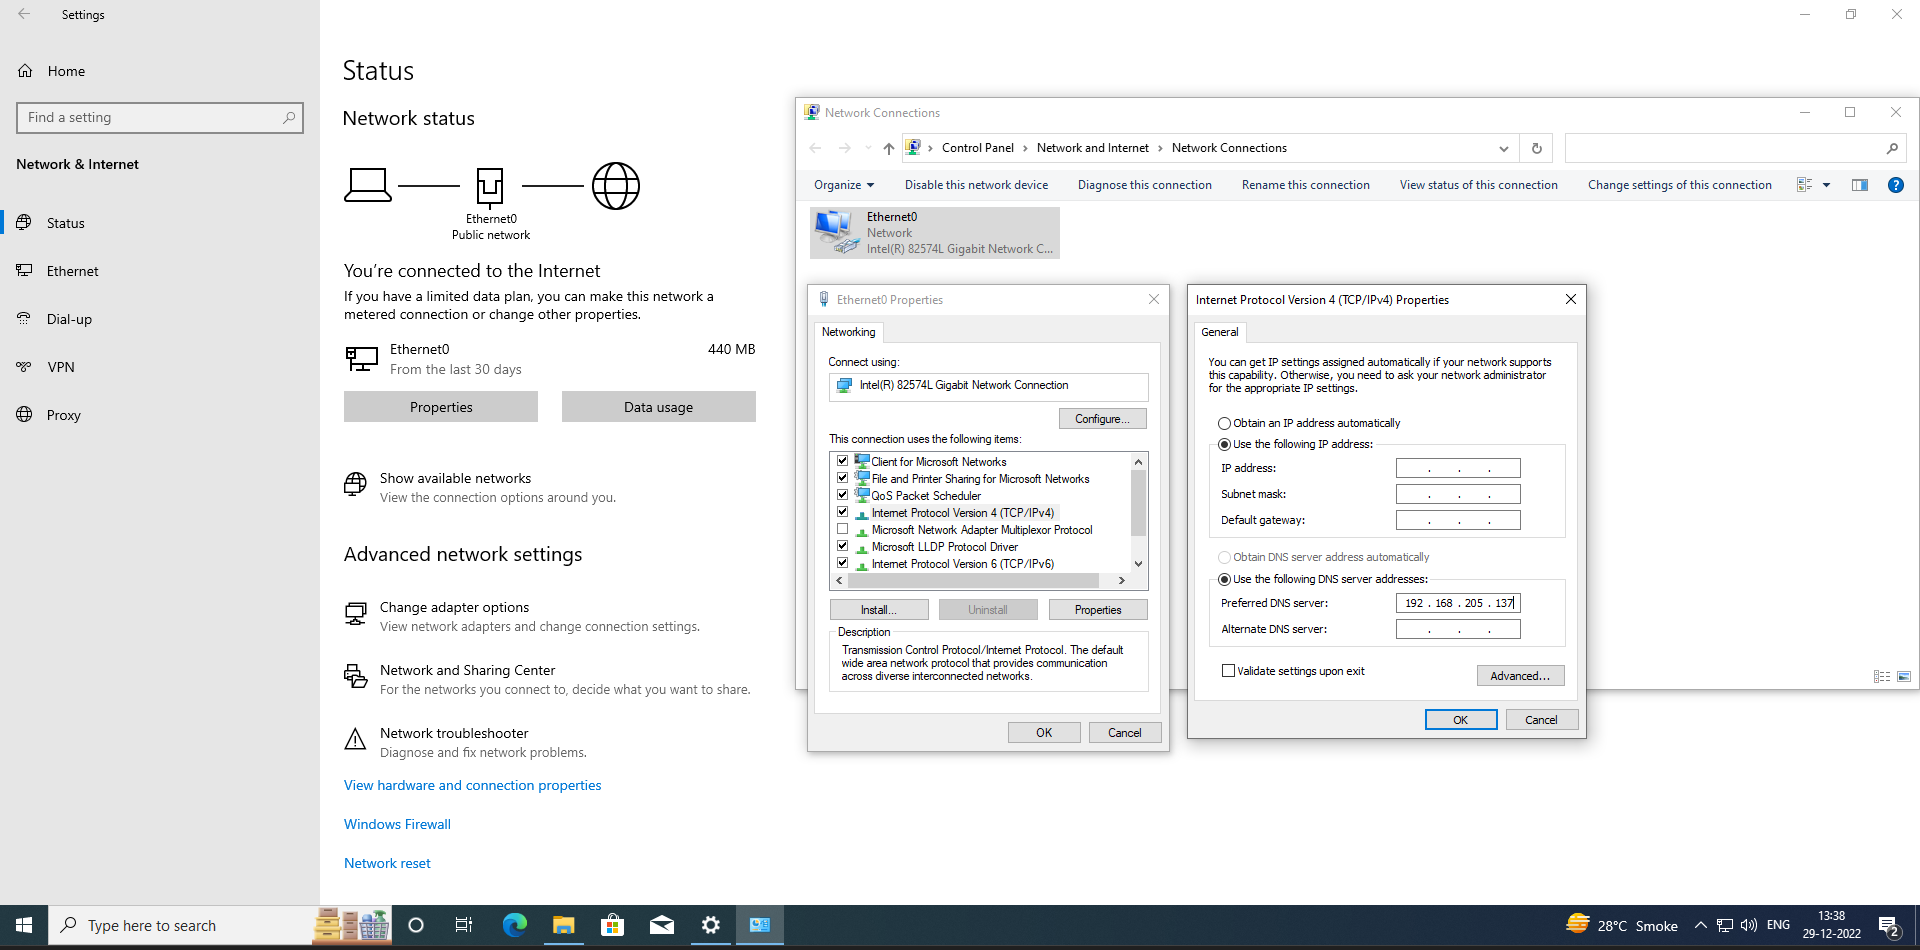 Settings
Home
Find a setting
Network & Internet
Status
Ethernet
Dial-up
VPN
Proxy
Status
Network status
Ethernet0
Public network
You're connected to the Internet
If you have a limited data plan, you can make this network a
metered connection or change other properties.
Ethernet0
440 MB
From the last 30 days
Properties
Data usage
Show available networks
View the connection options around you.
Advanced network settings
Change adapter options
View network adapters and change connection settings.
Network and Sharing Center
For the networks you connect to, decide what you want to share.
Network troubleshooter
Diagnose and fix network problems.
View hardware and connection properties
Windows Firewall
Network reset
Network Connections
Control Panel > Network and Internet > Network Connections
Organize
Disable this network device
Diagnose this connection
Rename this connection
View status of this connection
Change settings of this connection
Ethernet0
Network
Intel(R) 82574L Gigabit Network C...
Ethernet0 Properties
Networking
Connect using:
Intel(R) 82574L Gigabit Network Connection
Configure...
This connection uses the following items:
Client for Microsoft Networks
File and Printer Sharing for Microsoft Networks
QoS Packet Scheduler
Internet Protocol Version 4 (TCP/IPv4)
Microsoft Network Adapter Multiplexor Protocol
Microsoft LLDP Protocol Driver
Internet Protocol Version 6 (TCP/IPv6)
Install...
Uninstall
Properties
Description
Transmission Control Protocol/Internet Protocol. The default
wide area network protocol that provides communication
across diverse interconnected networks.
OK
Cancel
Internet Protocol Version 4 (TCP/IPv4) Properties
General
You can get IP settings assigned automatically if your network supports
this capability. Otherwise, you need to ask your network administrator
for the appropriate IP settings.
Obtain an IP address automatically
Use the following IP address:
IP address: . . .
Subnet mask: . . .
Default gateway: . . .
Obtain DNS server address automatically
Use the following DNS server addresses:
Preferred DNS server: 192 . 168 . 205 . 137
Alternate DNS server: . . .
Validate settings upon exit
Advanced...
OK
Cancel
Type here to search
28°C Smoke
ENG
13:38
29-12-2022
2